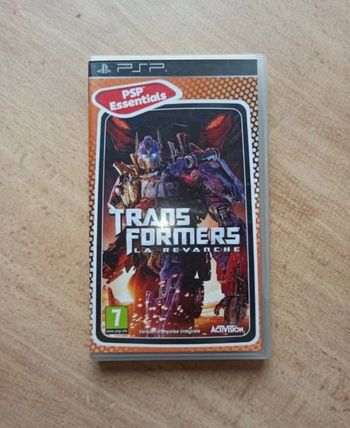 PSP
PSP
Essentials
TRANS
FORMERS
LA REVANCHE
7
www.pegi.info
Version française intégrale
ACTIVISION